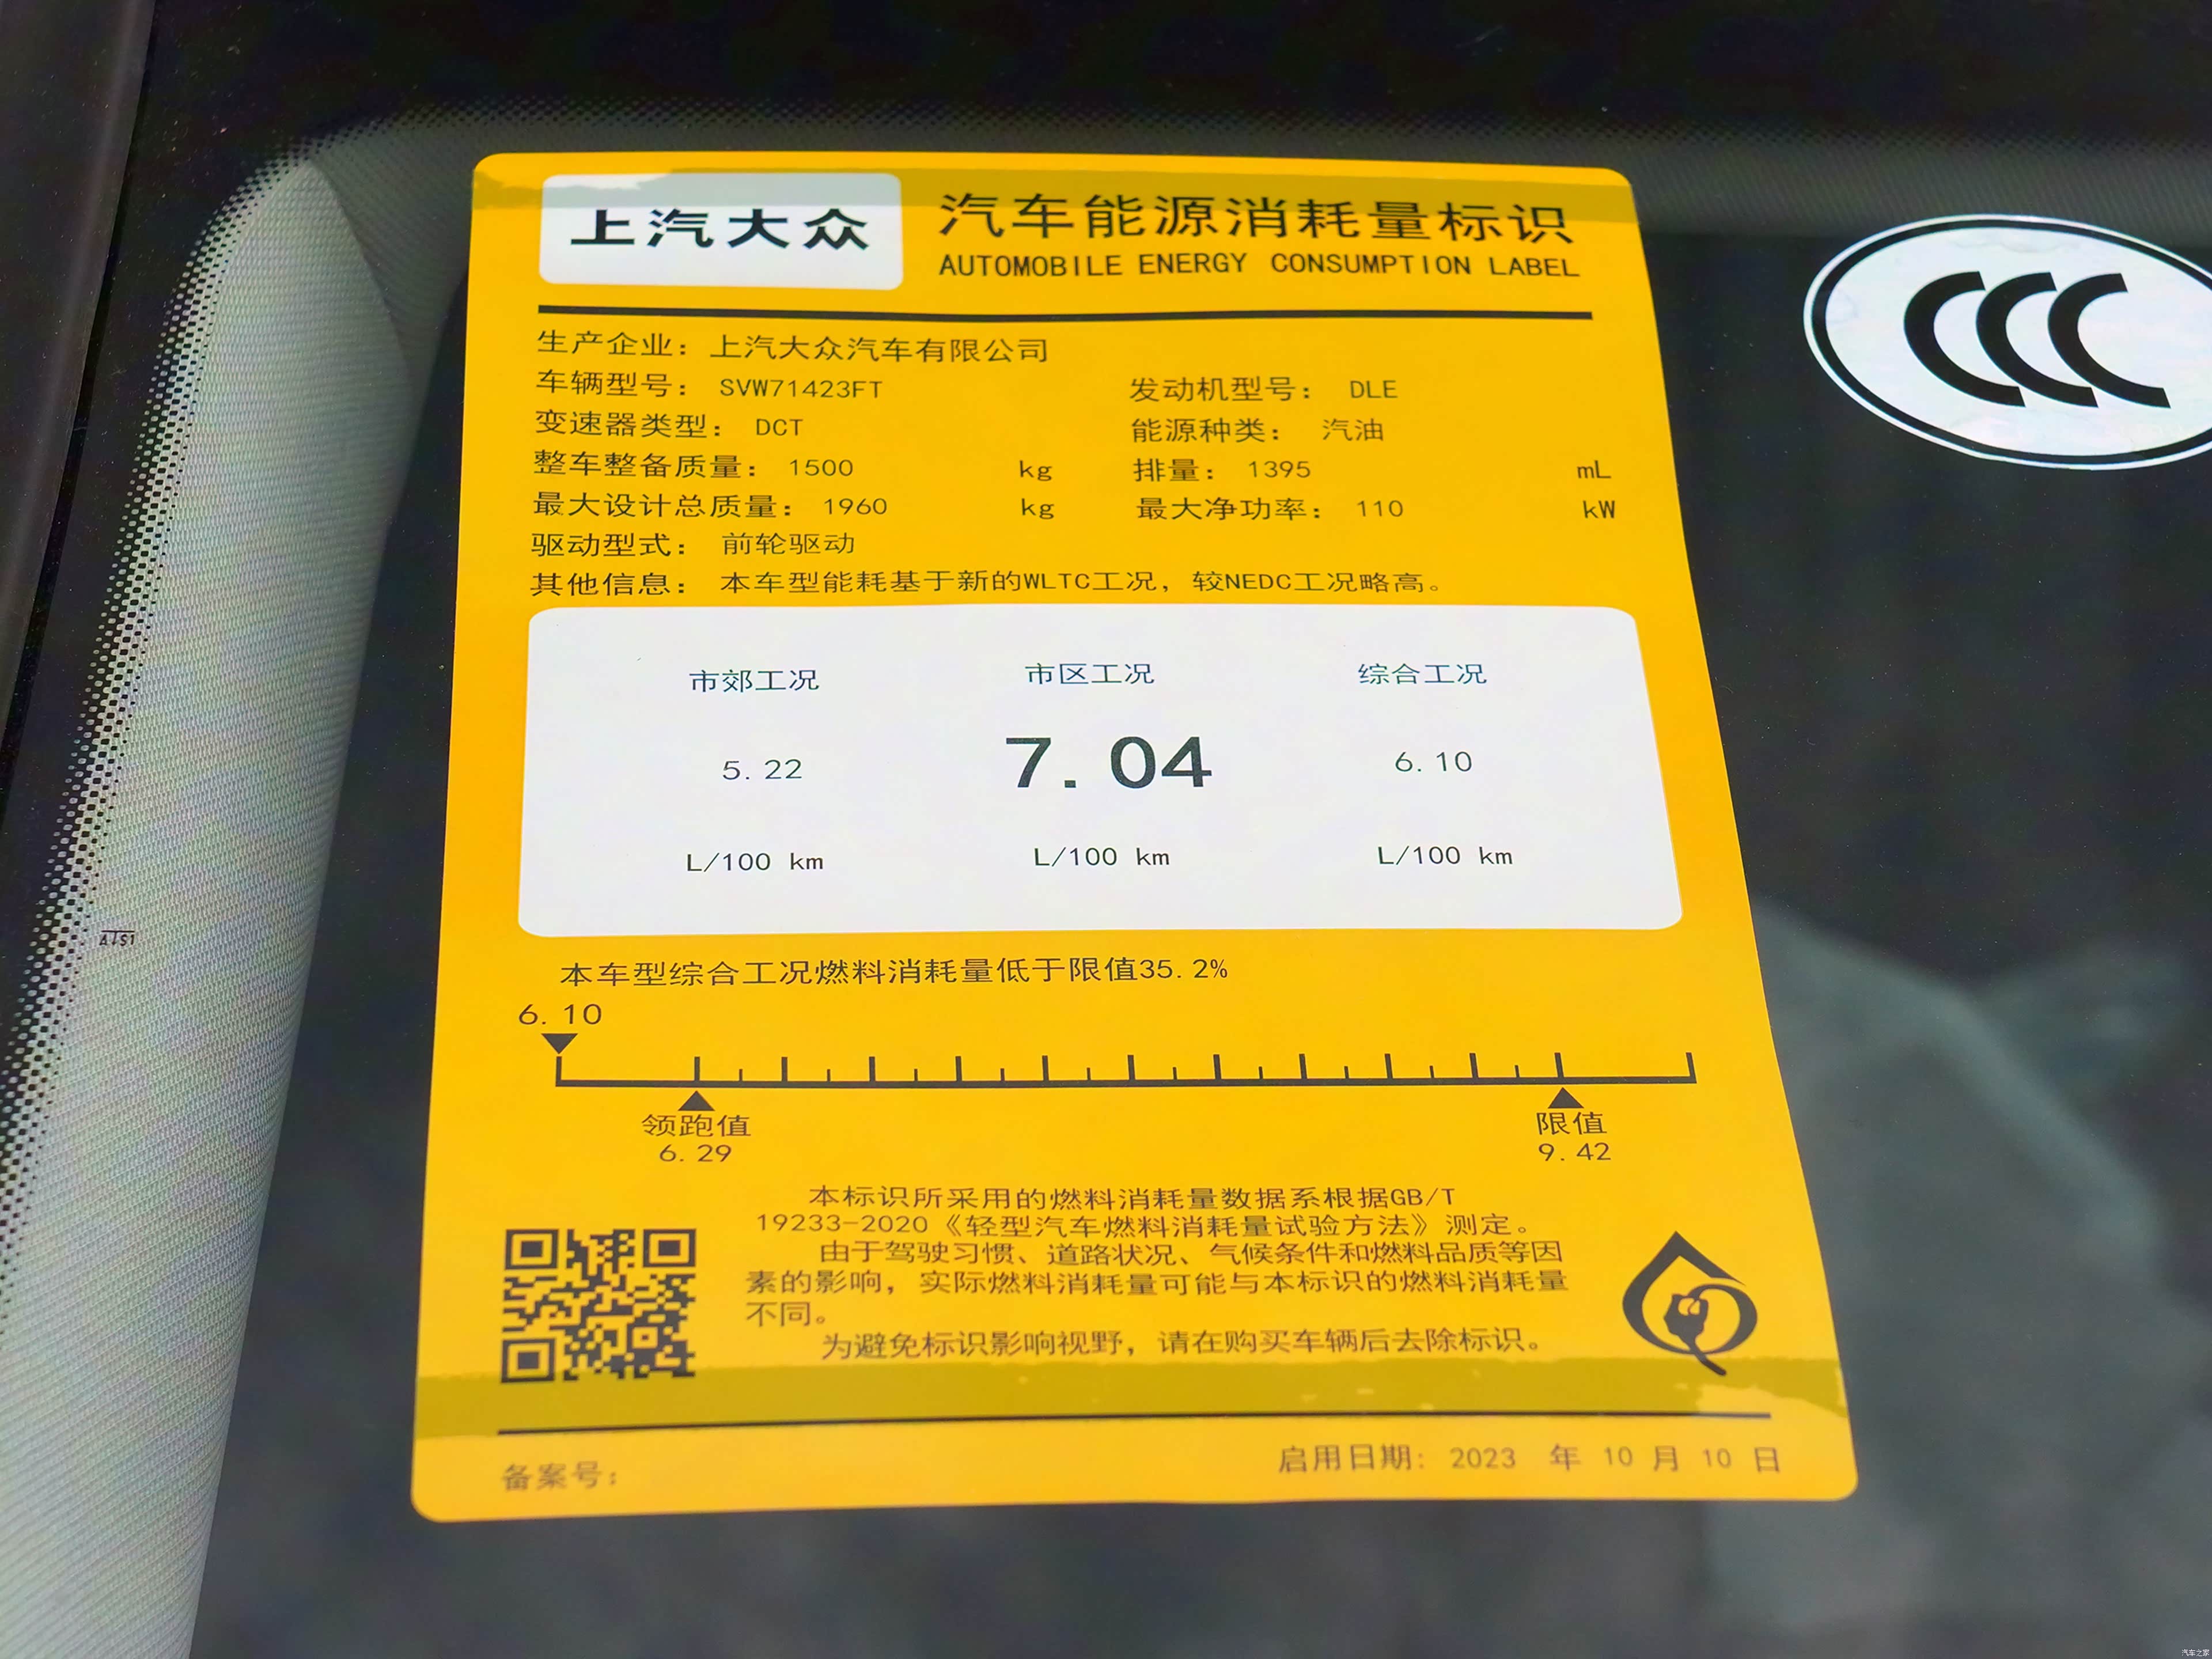 上汽大众
汽车能源消耗量标识
AUTOMOBILE ENERGY CONSUMPTION LABEL
生产企业：上汽大众汽车有限公司
车辆型号：SVW71423FT 发动机型号：DLE
变速器类型：DCT 能源种类：汽油
整车整备质量：1500 kg 排量：1395 mL
最大设计总质量：1960 kg 最大净功率：110 kW
驱动型式：前轮驱动
其他信息：本车型能耗基于新的WLTC工况，较NEDC工况略高。
市郊工况 市区工况 综合工况
5.22 7.04 6.10
L/100 km L/100 km L/100 km
本车型综合工况燃料消耗量低于限值35.2%
6.10
领跑值 限值
6.29 9.42
本标识所采用的燃料消耗量数据系根据GB/T
19233-2020《轻型汽车燃料消耗量试验方法》测定。
由于驾驶习惯、道路状况、气候条件和燃料品质等因
素的影响，实际燃料消耗量可能与本标识的燃料消耗量
不同。
为避免标识影响视野，请在购买车辆后去除标识。
备案号：
启用日期：2023 年 10 月 10 日
CCC
汽车之家